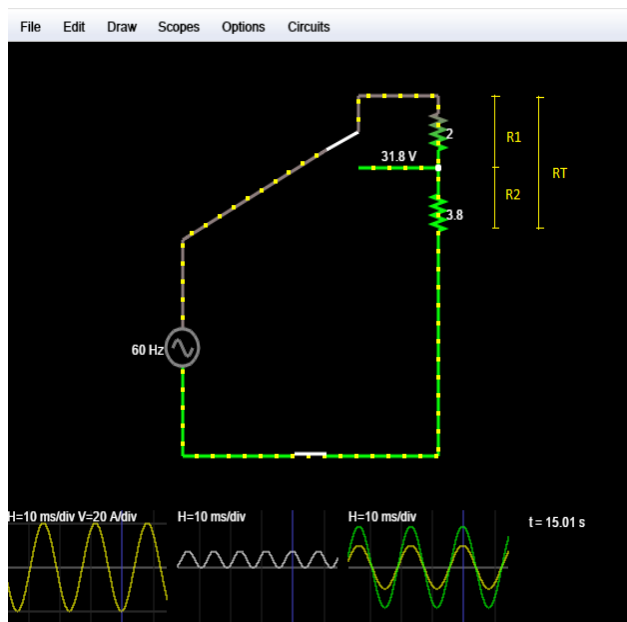 File Edit Draw Scopes Options Circuits
2
R1
31.8 V
RT
R2
3.8
60 Hz
H=10 ms/div V=20 A/div
H=10 ms/div
H=10 ms/div
t = 15.01 s